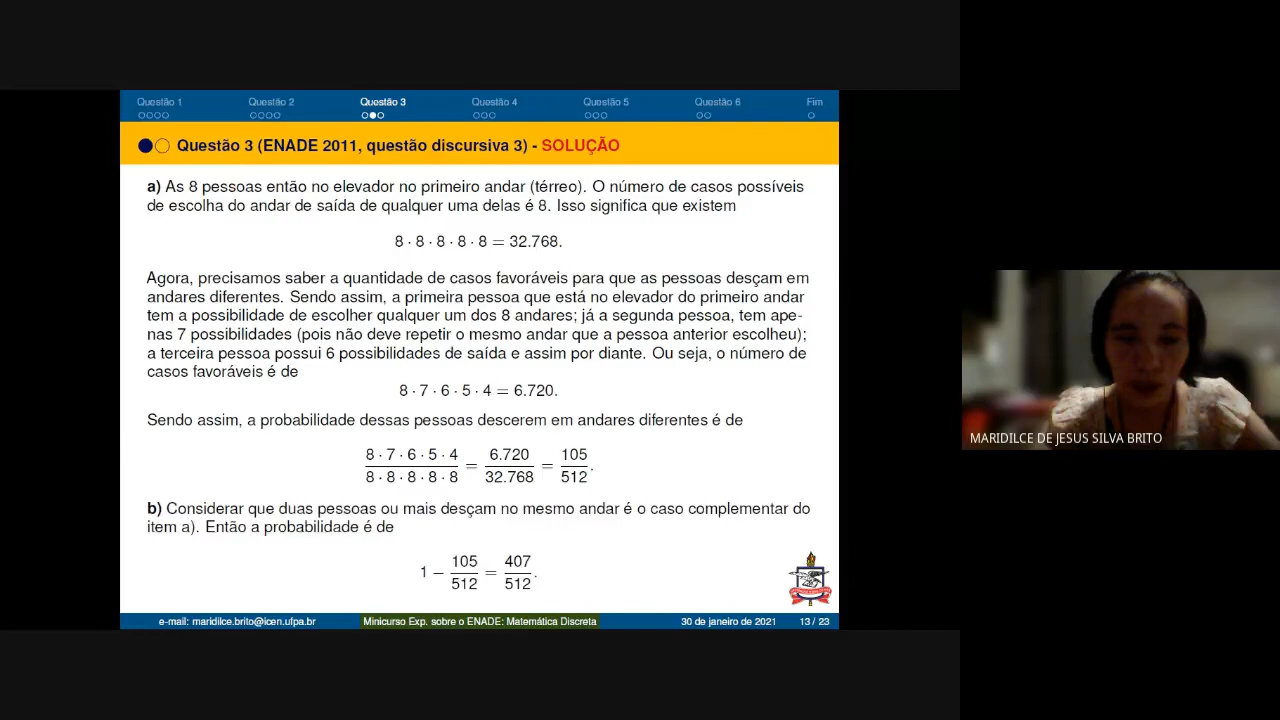 Questão 1 Questão 2 Questão 3 Questão 4 Questão 5 Questão 6 Fim
Questão 3 (ENADE 2011, questão discursiva 3) - SOLUÇÃO
a) As 8 pessoas então no elevador no primeiro andar (térreo). O número de casos possíveis
de escolha do andar de saída de qualquer uma delas é 8. Isso significa que existem
8 · 8 · 8 · 8 · 8 = 32.768.
Agora, precisamos saber a quantidade de casos favoráveis para que as pessoas desçam em
andares diferentes. Sendo assim, a primeira pessoa que está no elevador do primeiro andar
tem a possibilidade de escolher qualquer um dos 8 andares; já a segunda pessoa, tem ape-
nas 7 possibilidades (pois não deve repetir o mesmo andar que a pessoa anterior escolheu);
a terceira pessoa possui 6 possibilidades de saída e assim por diante. Ou seja, o número de
casos favoráveis é de
8 · 7 · 6 · 5 · 4 = 6.720.
Sendo assim, a probabilidade dessas pessoas descerem em andares diferentes é de
8 · 7 · 6 · 5 · 4 / 8 · 8 · 8 · 8 · 8 = 6.720 / 32.768 = 105 / 512.
b) Considerar que duas pessoas ou mais desçam no mesmo andar é o caso complementar do
item a). Então a probabilidade é de
1 − 105 / 512 = 407 / 512.
e-mail: maridilce.brito@icen.ufpa.br Minicurso Exp. sobre o ENADE: Matemática Discreta 30 de janeiro de 2021 13 / 23
MARIDILCE DE JESUS SILVA BRITO